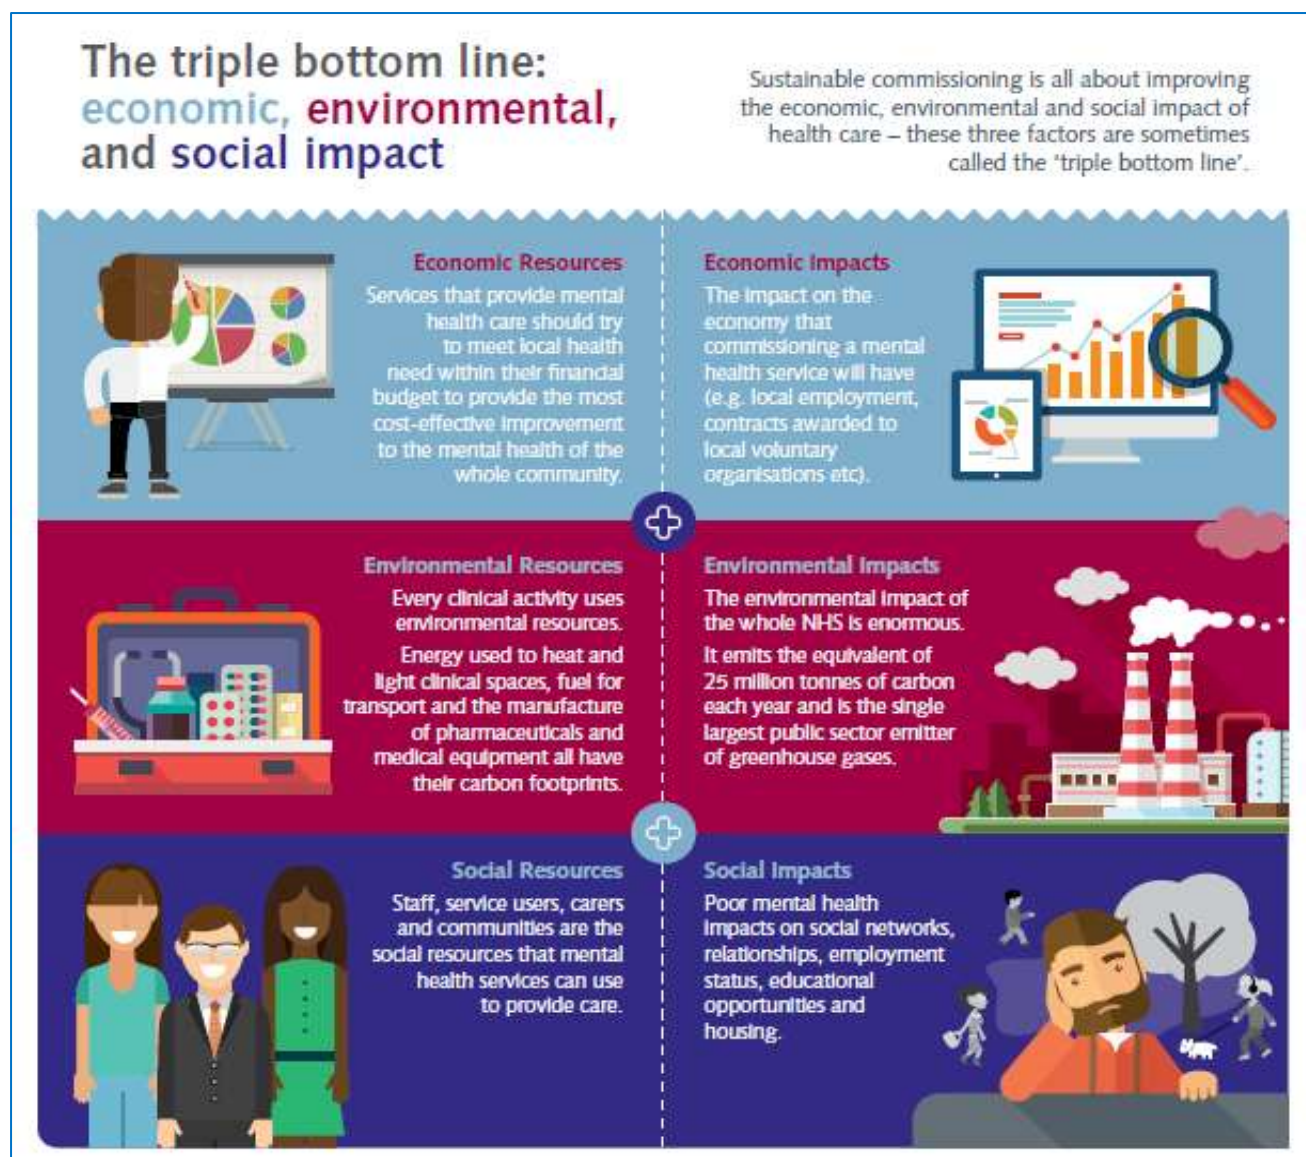 The triple bottom line:
economic, environmental,
and social impact
Sustainable commissioning is all about improving
the economic, environmental and social impact of
health care – these three factors are sometimes
called the ‘triple bottom line’.
Economic Resources
Services that provide mental
health care should try
to meet local health
need within their financial
budget to provide the most
cost-effective improvement
to the mental health of the
whole community.
Economic Impacts
The impact on the
economy that
commissioning a mental
health service will have
(e.g. local employment,
contracts awarded to
local voluntary
organisations etc).
Environmental Resources
Every clinical activity uses
environmental resources.
Energy used to heat and
light clinical spaces, fuel for
transport and the manufacture
of pharmaceuticals and
medical equipment all have
their carbon footprints.
Environmental Impacts
The environmental impact of
the whole NHS is enormous.
It emits the equivalent of
25 million tonnes of carbon
each year and is the single
largest public sector emitter
of greenhouse gases.
Social Resources
Staff, service users, carers
and communities are the
social resources that mental
health services can use
to provide care.
Social Impacts
Poor mental health
impacts on social networks,
relationships, employment
status, educational
opportunities and
housing.